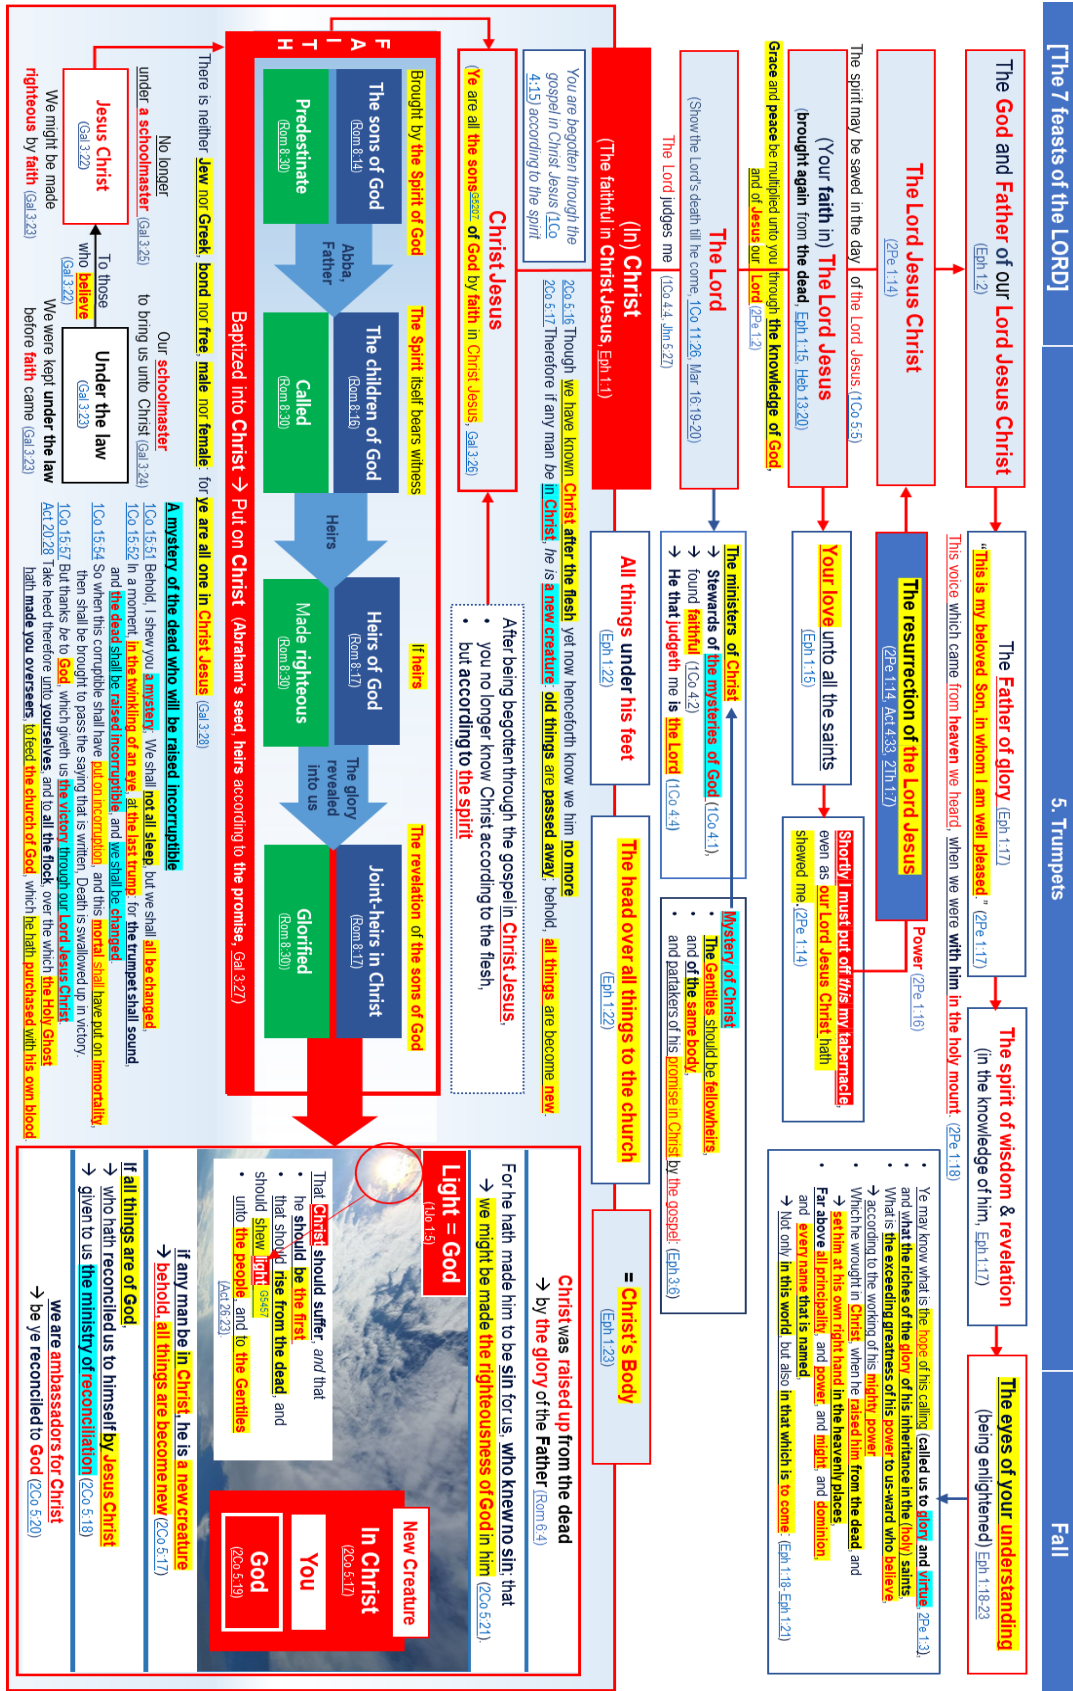 [The 7 feasts of the LORD]
5. Trumpets
Fall
The God and Father of our Lord Jesus Christ
(Eph 1:2)
The Father of glory (Eph 1:17)
"This is my beloved Son, in whom I am well pleased." (2Pe 1:17)
The spirit of wisdom & revelation
(in the knowledge of him, Eph 1:17)
The eyes of your understanding
(being enlightened) Eph 1:18-23
This voice which came from heaven we heard, when we were with him in the holy mount. (2Pe 1:18)
The Lord Jesus Christ
(2Pe 1:14)
The resurrection of the Lord Jesus
(2Pe 1:14, Act 4:33, 2Th 1:7)
Power (2Pe 1:16)
The spirit may be saved in the day of the Lord Jesus. (1Co 5:5)
(Your faith in) The Lord Jesus
(brought again from the dead, Eph 1:15, Heb 13:20)
Your love unto all the saints
(Eph 1:15)
Shortly I must put off this my tabernacle,
even as our Lord Jesus Christ hath
shewed me. (2Pe 1:14)
• Ye may know what is the hope of his calling (called us to glory and virtue, 2Pe 1:3),
• and what the riches of the glory of his inheritance in the (holy) saints,
• What is the exceeding greatness of his power to us-ward who believe,
→ according to the working of his mighty power
• Which he wrought in Christ, when he raised him from the dead, and
→ set him at his own right hand in the heavenly places,
• Far above all principality, and power, and might, and dominion,
and every name that is named,
→ Not only in this world, but also in that which is to come: (Eph 1:18- Eph 1:21)
Grace and peace be multiplied unto you through the knowledge of God,
and of Jesus our Lord (2Pe 1:2)
The Lord
(Show the Lord's death till he come, 1Co 11:26, Mar 16:19-20)
The Lord judges me (1Co 4:4, Jhn 5:27)
The ministers of Christ
→ Stewards of the mysteries of God (1Co 4:1),
→ found faithful (1Co 4:2)
→ He that judgeth me is the Lord (1Co 4:4)
Mystery of Christ
• The Gentiles should be fellowheirs,
• and of the same body,
• and partakers of his promise in Christ by the gospel: (Eph 3:6)
(In) Christ
(The faithful in Christ Jesus, Eph 1:1)
All things under his feet
(Eph 1:22)
The head over all things to the church
(Eph 1:22)
= Christ's Body
(Eph 1:23)
You are begotten through the
gospel in Christ Jesus (1Co
4:15) according to the spirit
2Co 5:16 Though we have known Christ after the flesh yet now henceforth know we him no more
2Co 5:17 Therefore if any man be in Christ, he is a new creature: old things are passed away; behold, all things are become new.
Christ Jesus
(Ye are all the sonsG5207 of God by faith in Christ Jesus, Gal 3:26)
After being begotten through the gospel in Christ Jesus,
• you no longer know Christ according to the flesh,
• but according to the spirit
FAITH
Brought by the Spirit of God
The Spirit itself bears witness
If heirs
The revelation of the sons of God
The sons of God
(Rom 8:14)
Predestinate
(Rom 8:30)
Abba,
Father
The children of God
(Rom 8:16)
Called
(Rom 8:30)
Heirs
Heirs of God
(Rom 8:17)
Made righteous
(Rom 8:30)
The glory
revealed
into us
Joint-heirs in Christ
(Rom 8:17)
Glorified
(Rom 8:30))
Baptized into Christ → Put on Christ (Abraham's seed, heirs according to the promise, Gal 3:27)
There is neither Jew nor Greek, bond nor free, male nor female: for ye are all one in Christ Jesus (Gal 3:28)
No longer
under a schoolmaster (Gal 3:25)
Our schoolmaster
to bring us unto Christ (Gal 3:24)
Jesus Christ
(Gal 3:22)
To those
who believe
(Gal 3:22)
Under the law
(Gal 3:23)
We might be made
righteous by faith (Gal 3:23)
We were kept under the law
before faith came (Gal 3:23)
A mystery of the dead who will be raised incorruptible
1Co 15:51 Behold, I shew you a mystery; We shall not all sleep, but we shall all be changed,
1Co 15:52 In a moment, in the twinkling of an eye, at the last trump: for the trumpet shall sound,
and the dead shall be raised incorruptible, and we shall be changed.
1Co 15:54 So when this corruptible shall have put on incorruption, and this mortal shall have put on immortality,
then shall be brought to pass the saying that is written, Death is swallowed up in victory.
1Co 15:57 But thanks be to God, which giveth us the victory through our Lord Jesus Christ.
Act 20:28 Take heed therefore unto yourselves, and to all the flock, over the which the Holy Ghost
hath made you overseers, to feed the church of God, which he hath purchased with his own blood.
Christ was raised up from the dead
→ by the glory of the Father (Rom 6:4)
For he hath made him to be sin for us, who knew no sin; that
→ we might be made the righteousness of God in him (2Co 5:21).
Light = God
(1Jo 1:5)
That Christ should suffer, and that
• he should be the first
• that should rise from the dead, and
should shew light G5457
• unto the people, and to the Gentiles
(Act 26:23).
New Creature
In Christ
(2Co 5:17)
You
God
(2Co 5:19)
if any man be in Christ, he is a new creature
→ behold, all things are become new (2Co 5:17)
If all things are of God,
→ who hath reconciled us to himself by Jesus Christ
→ given to us the ministry of reconciliation (2Co 5:18)
we are ambassadors for Christ
→ be ye reconciled to God (2Co 5:20)